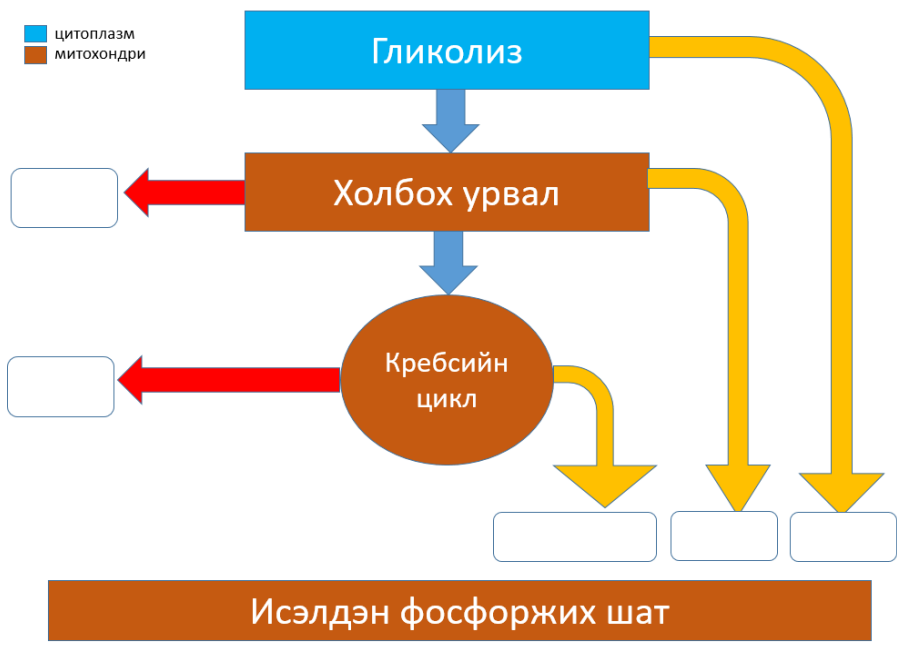 цитоплазм
митохондри
Гликолиз
Холбох урвал
Кребсийн
цикл
Исэлдэн фосфоржих шат